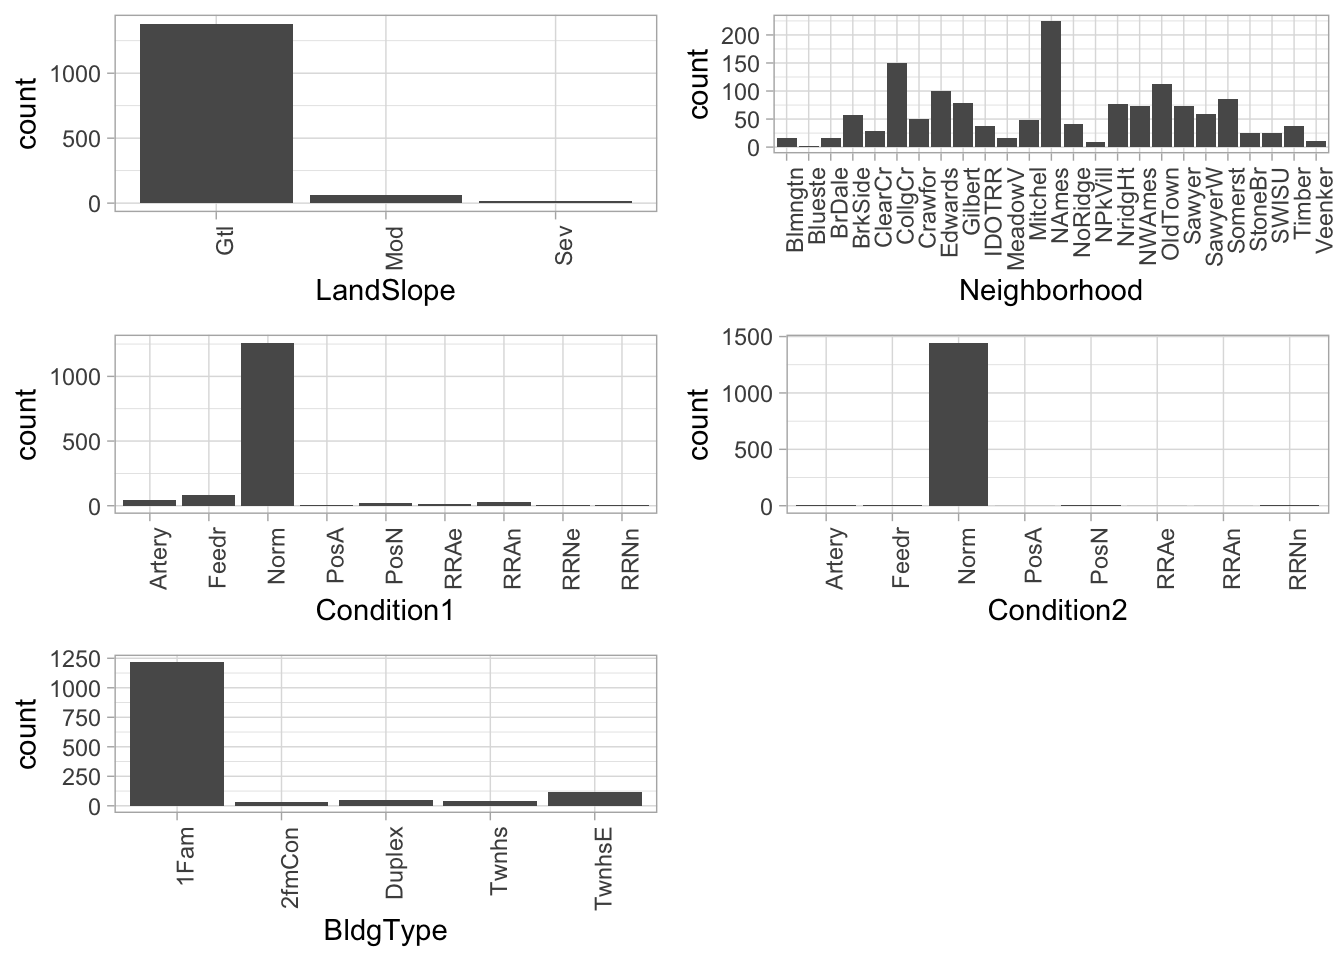 count
1000
500
0
Gtl
Mod
Sev
LandSlope
count
200
150
100
50
0
Blmngtn
Blueste
BrDale
BrkSide
ClearCr
CollgCr
Crawfor
Edwards
Gilbert
IDOTRR
MeadowV
Mitchel
NAmes
NoRidge
NPkVill
NridgHt
NWAmes
OldTown
Sawyer
SawyerW
Somerst
StoneBr
SWISU
Timber
Veenker
Neighborhood
count
1000
500
0
Artery
Feedr
Norm
PosA
PosN
RRAe
RRAn
RRNe
RRNn
Condition1
count
1500
1000
500
0
Artery
Feedr
Norm
PosA
PosN
RRAe
RRAn
RRNn
Condition2
count
1250
1000
750
500
250
0
1Fam
2fmCon
Duplex
Twnhs
TwnhsE
BldgType